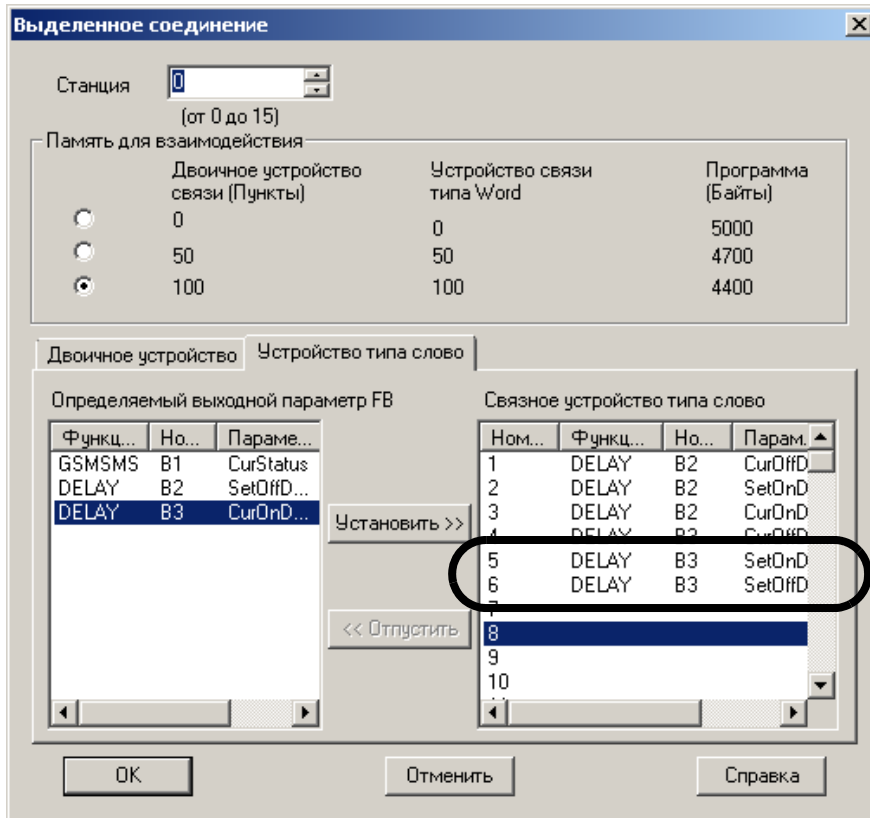 Выделенное соединение
Станция 0
(от 0 до 15)
Память для взаимодействия
Двоичное устройство связи (Пункты) Устройство связи типа Word Программа (Байты)
0 0 5000
50 50 4700
100 100 4400
Двоичное устройство Устройство типа слово
Определяемый выходной параметр FB
Функц... Но... Параме...
GSMSMS B1 CurStatus
DELAY B2 SetOffD...
DELAY B3 CurOnD...
Установить >>
<< Отпустить
Связное устройство типа слово
Ном... Функц... Но... Парам.
1 DELAY B2 CurOffD
2 DELAY B2 SetOnD
3 DELAY B2 CurOnD
4 DELAY B3 CurOffD
5 DELAY B3 SetOnD
6 DELAY B3 SetOffD
7
8
9
10
OK Отменить Справка